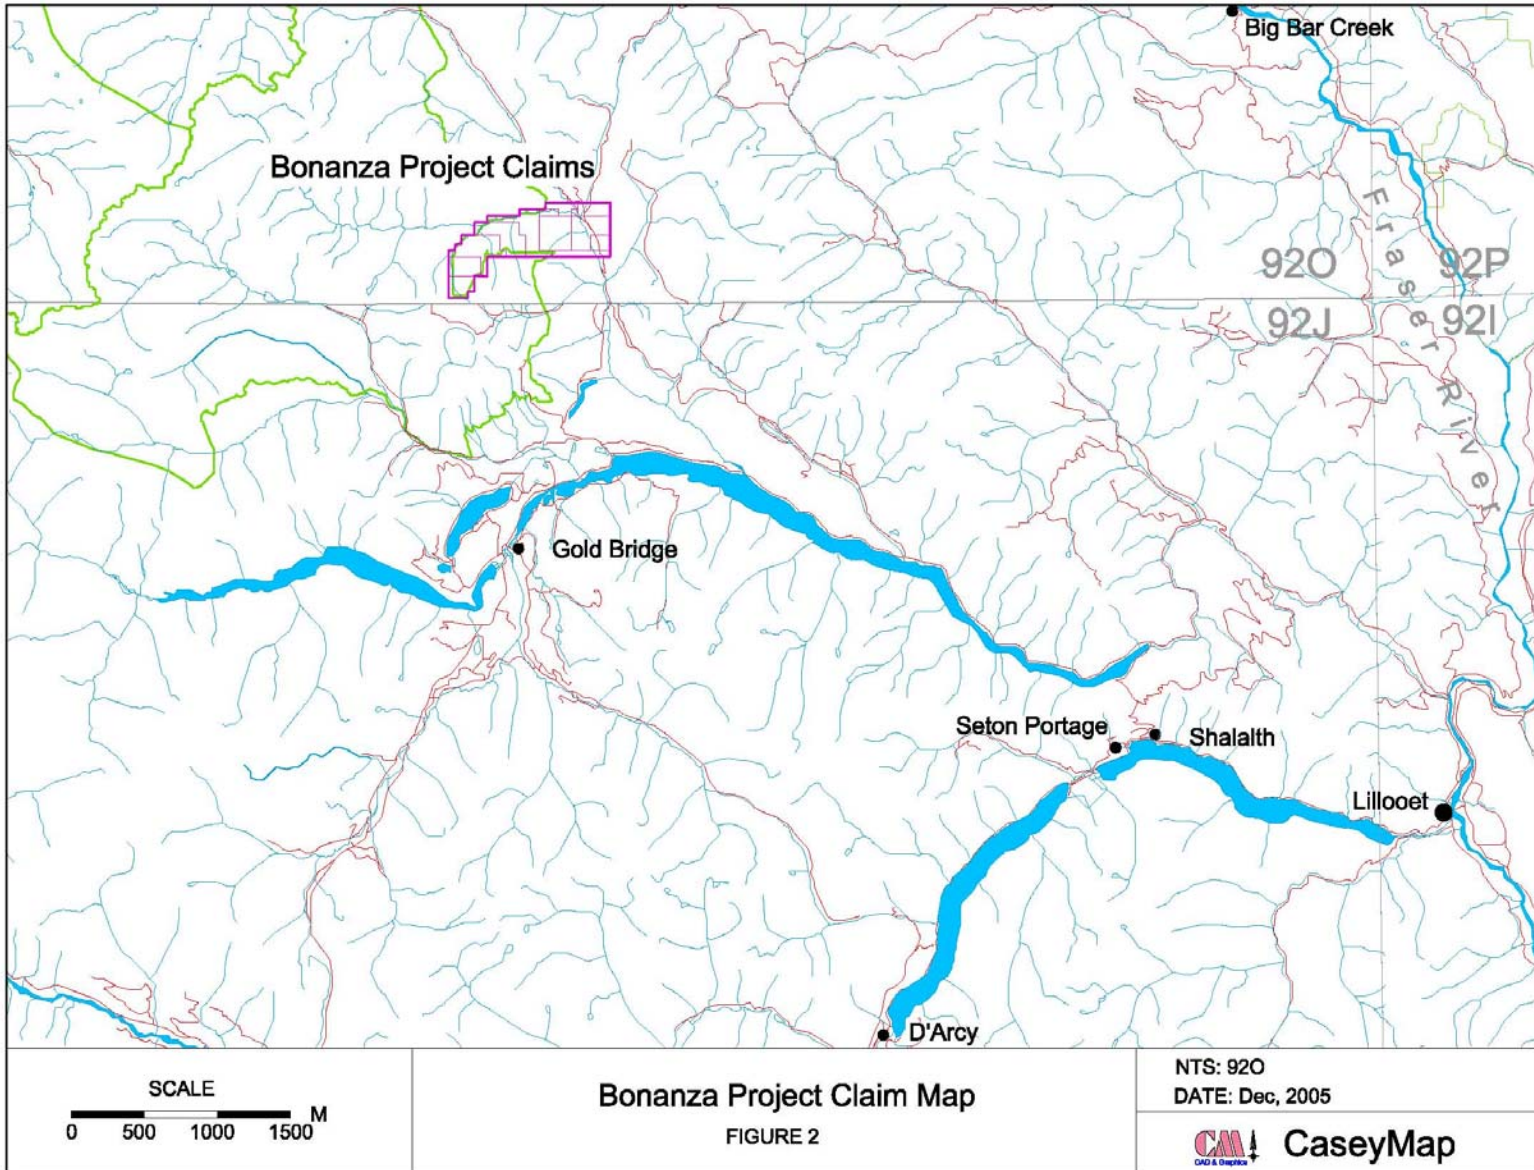 Big Bar Creek
Bonanza Project Claims
92O
92P
92J
92I
Fraser River
Gold Bridge
Seton Portage
Shalalth
Lillooet
D'Arcy
SCALE
M
0 500 1000 1500
Bonanza Project Claim Map
FIGURE 2
NTS: 92O
DATE: Dec, 2005
CM
CAD & Graphics
CaseyMap